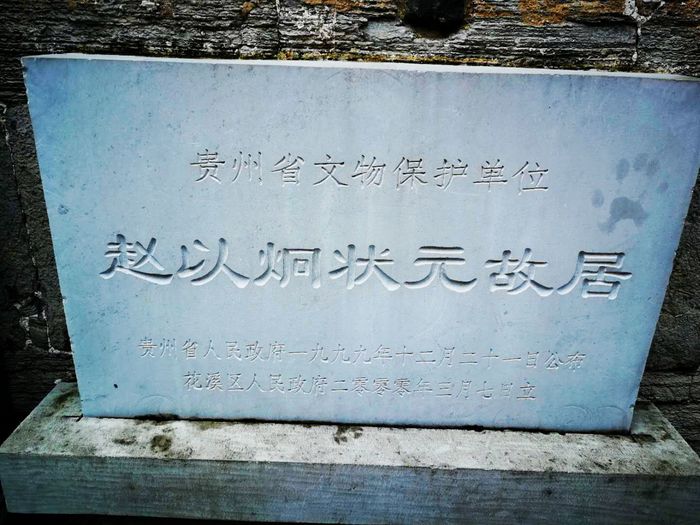 贵州省文物保护单位
赵以炯状元故居
贵州省人民政府一九九九年十二月二十一日公布
花溪区人民政府二零零零年三月七日立